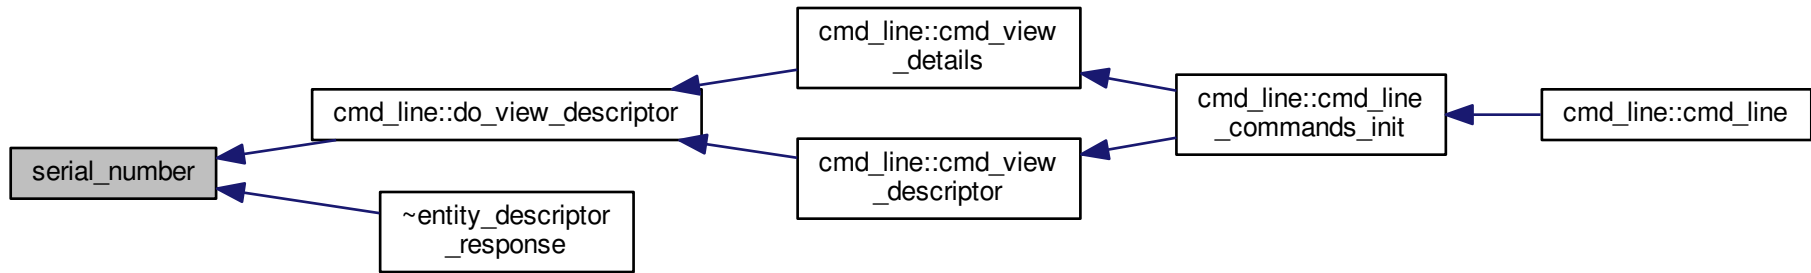 serial_number
cmd_line::do_view_descriptor
~entity_descriptor
_response
cmd_line::cmd_view
_details
cmd_line::cmd_view
_descriptor
cmd_line::cmd_line
_commands_init
cmd_line::cmd_line